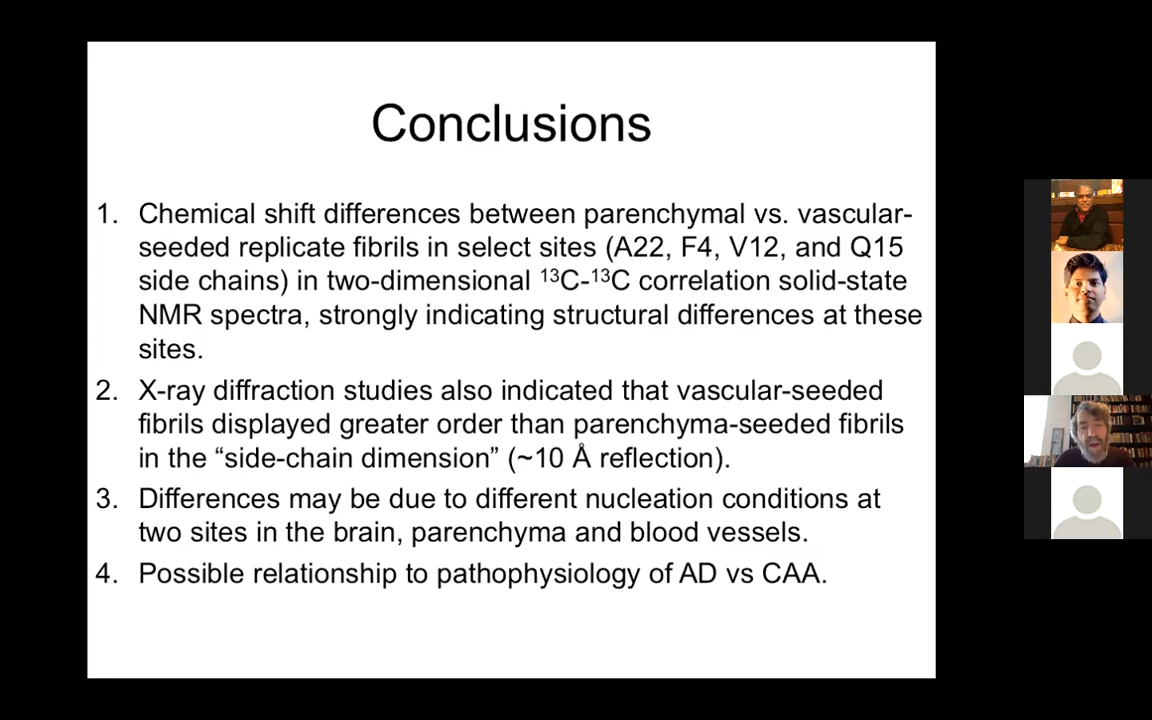 Conclusions
1. Chemical shift differences between parenchymal vs. vascular-
seeded replicate fibrils in select sites (A22, F4, V12, and Q15
side chains) in two-dimensional ¹³C-¹³C correlation solid-state
NMR spectra, strongly indicating structural differences at these
sites.
2. X-ray diffraction studies also indicated that vascular-seeded
fibrils displayed greater order than parenchyma-seeded fibrils
in the “side-chain dimension” (~10 Å reflection).
3. Differences may be due to different nucleation conditions at
two sites in the brain, parenchyma and blood vessels.
4. Possible relationship to pathophysiology of AD vs CAA.